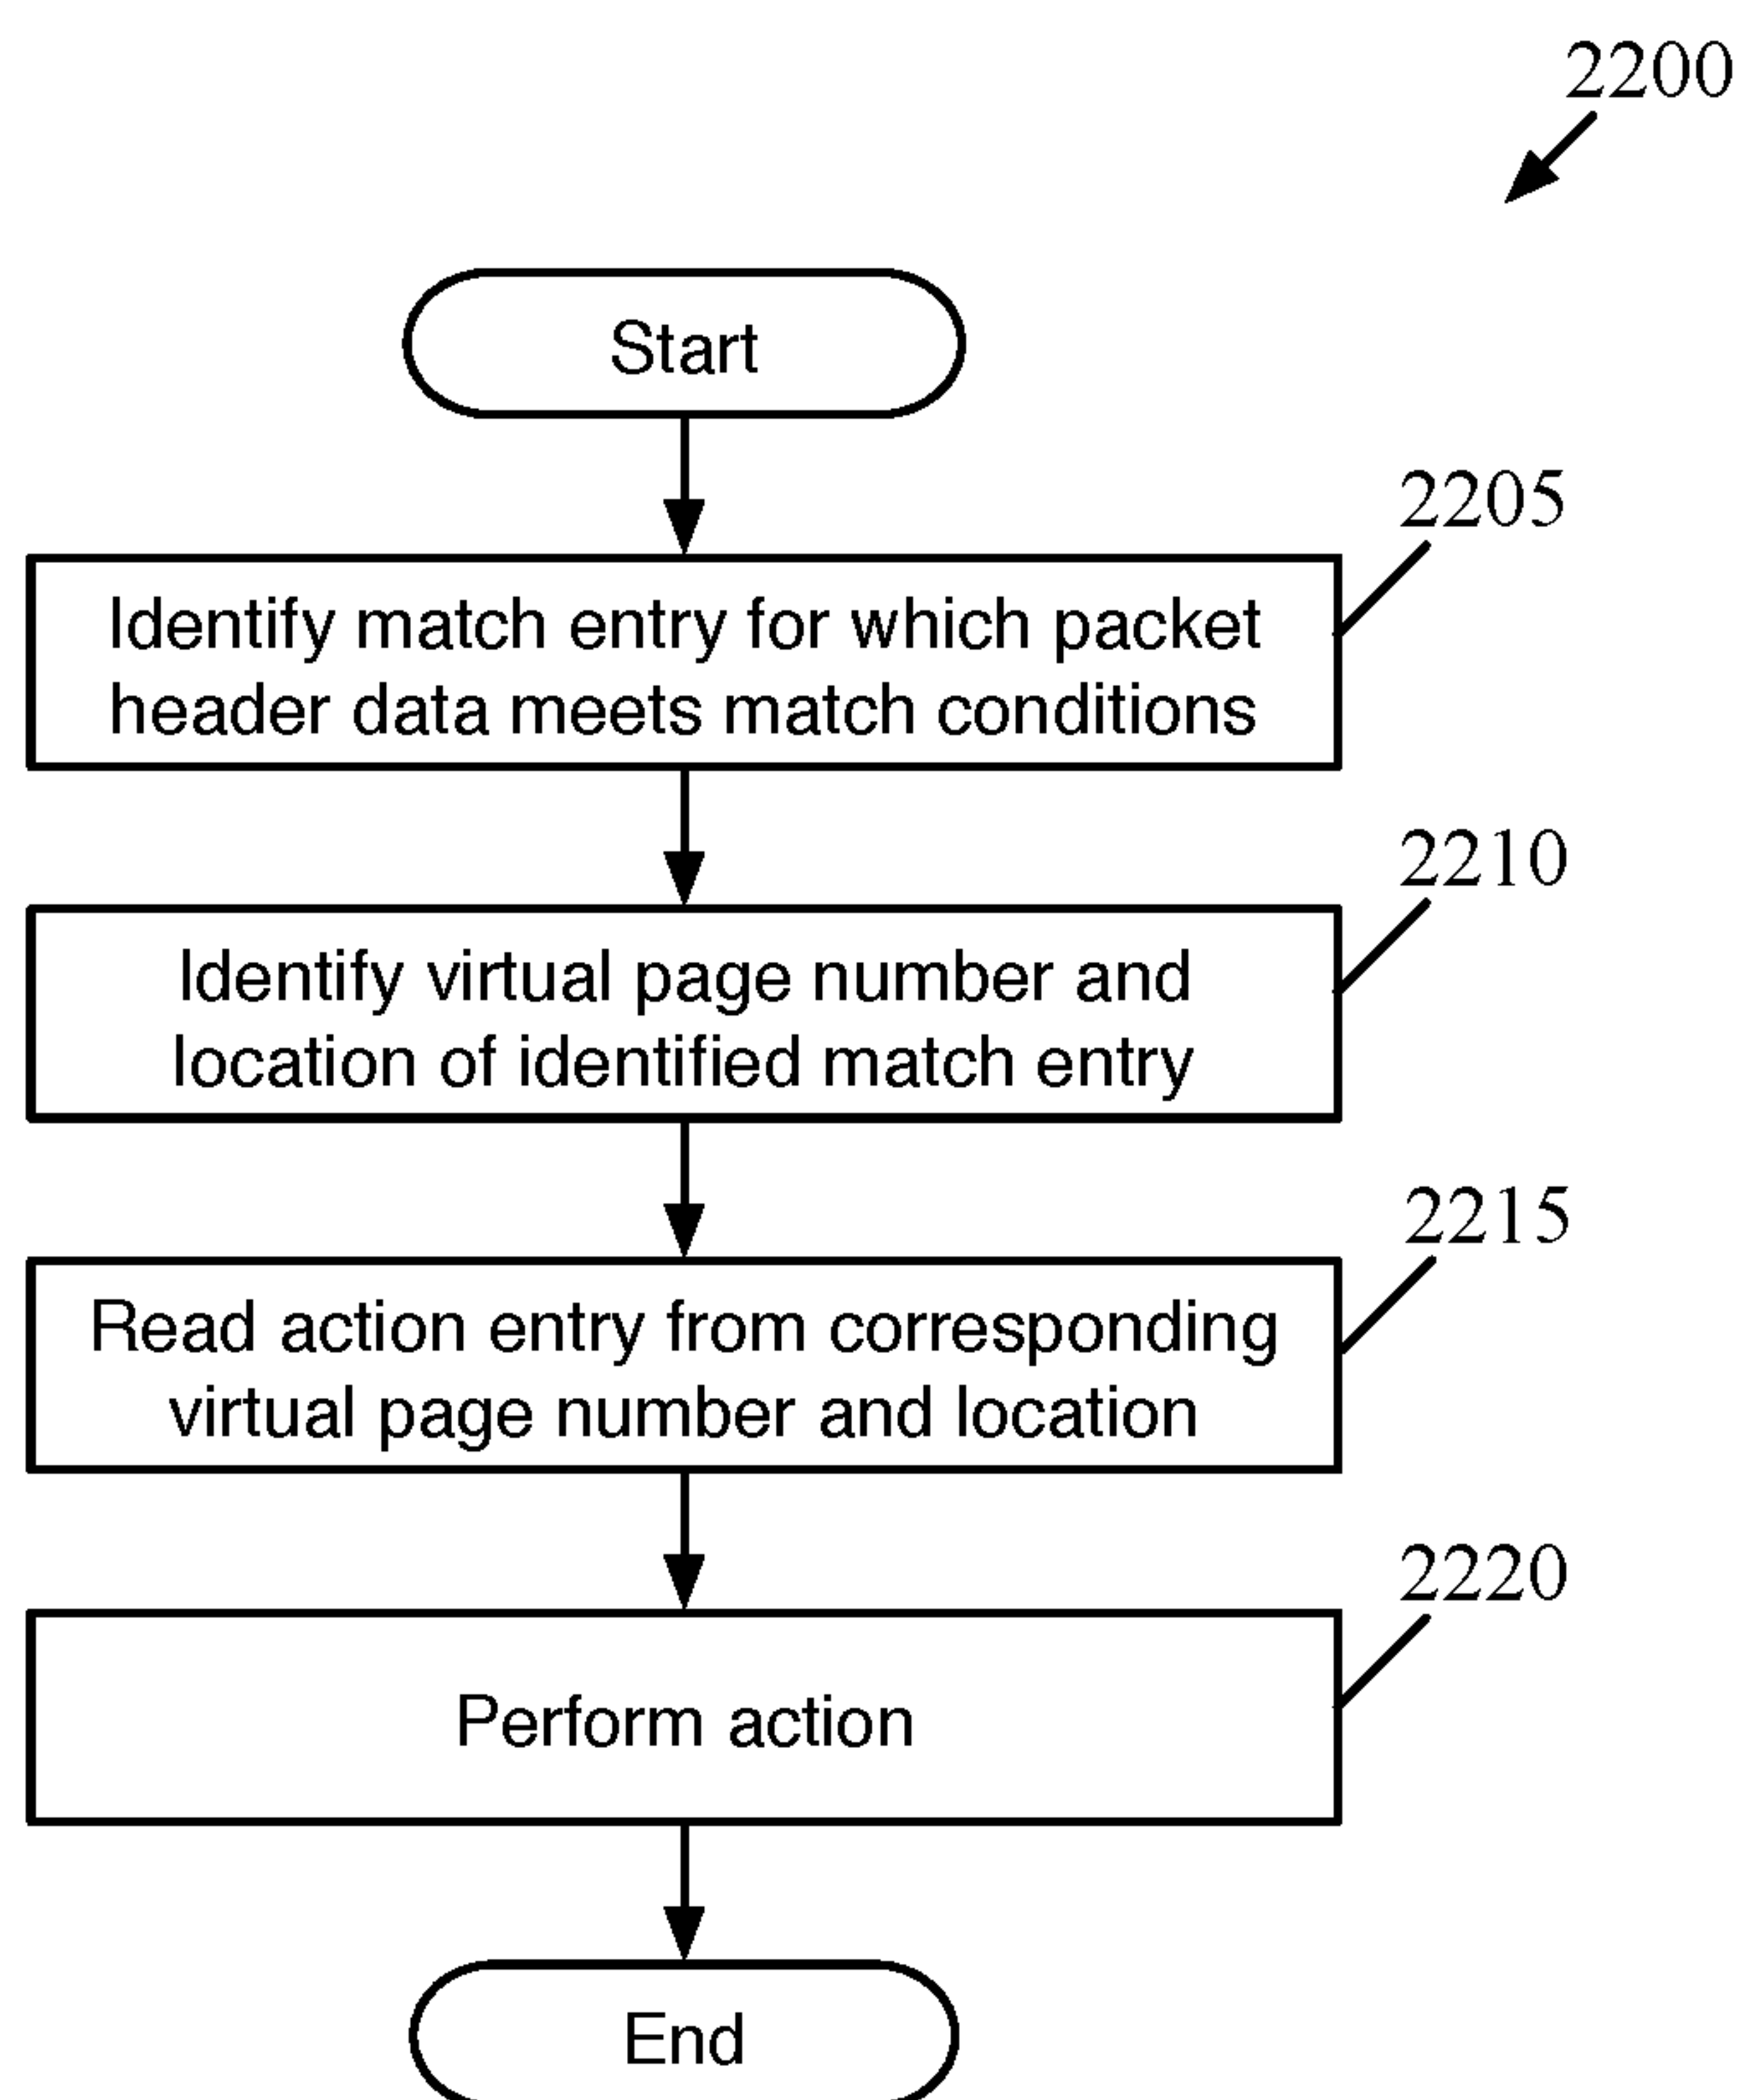 2200
Start
2205
Identify match entry for which packet
header data meets match conditions
2210
Identify virtual page number and
location of identified match entry
2215
Read action entry from corresponding
virtual page number and location
2220
Perform action
End